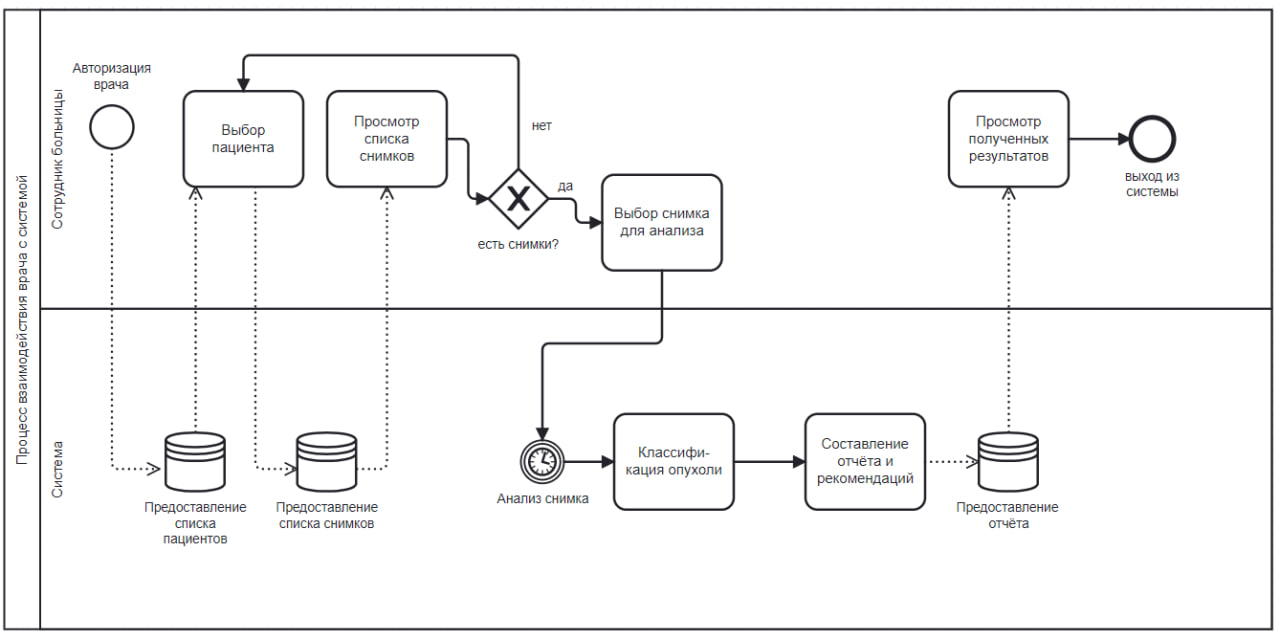 Процесс взаимодействия врача с системой
Сотрудник больницы
Авторизация
врача
Выбор
пациента
Просмотр
списка
снимков
нет
да
есть снимки?
Выбор снимка
для анализа
Просмотр
полученных
результатов
выход из
системы
Система
Предоставление
списка
пациентов
Предоставление
списка снимков
Анализ снимка
Классифи-
кация опухоли
Составление
отчёта и
рекомендаций
Предоставление
отчёта